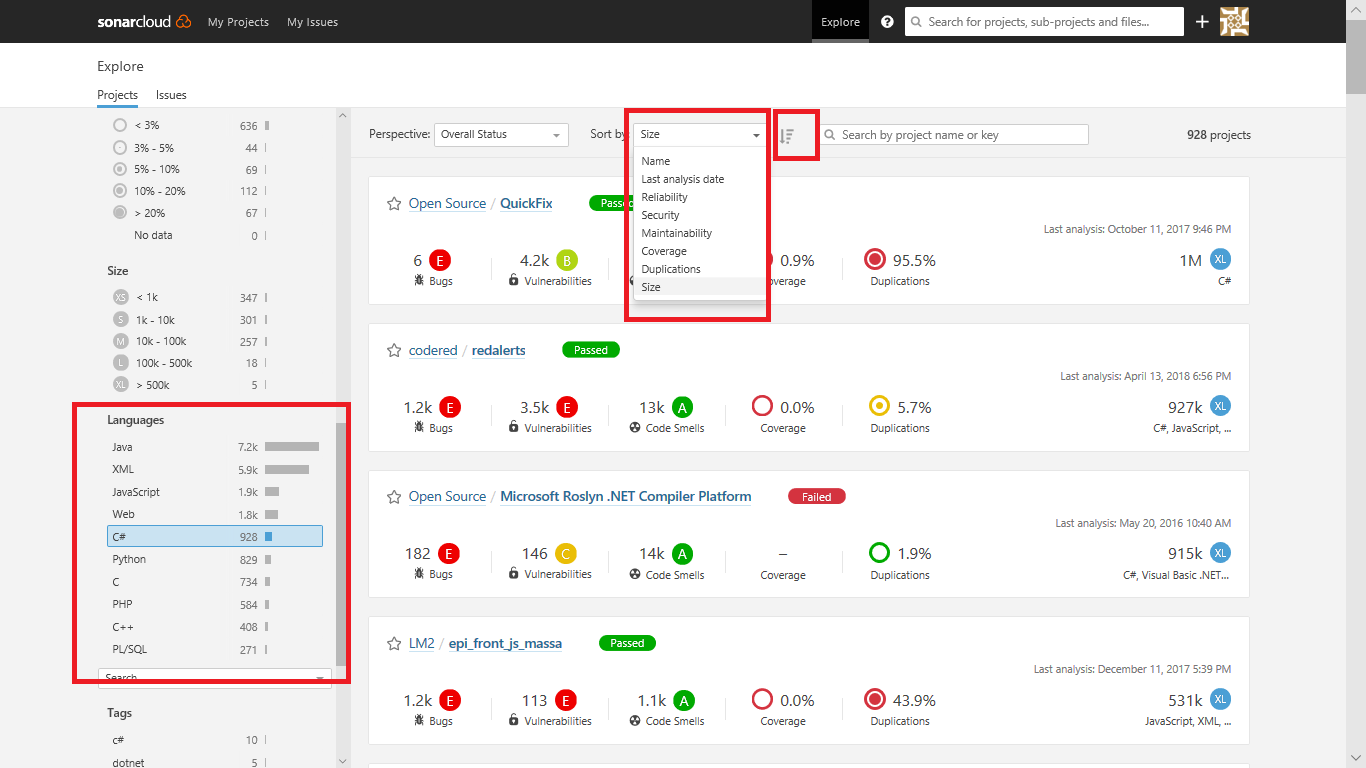 sonarcloud My Projects My Issues Explore Search for projects, sub-projects and files...
Explore
Projects Issues
< 3% 636
3% - 5% 44
5% - 10% 69
10% - 20% 112
> 20% 67
No data 0
Size
XS < 1k 347
S 1k - 10k 301
M 10k - 100k 257
L 100k - 500k 18
XL > 500k 5
Languages
Java 7.2k
XML 5.9k
JavaScript 1.9k
Web 1.8k
C# 928
Python 829
C 734
PHP 584
C++ 408
PL/SQL 271
Search
Tags
c# 10
dotnet 5
Perspective: Overall Status Sort by Size Search by project name or key 928 projects
Name
Last analysis date
Reliability
Security
Maintainability
Coverage
Duplications
Size
Open Source / QuickFix Passed
Last analysis: October 11, 2017 9:46 PM
6 E 4.2k B 0.9% 95.5% 1M XL
Bugs Vulnerabilities Duplications C#
codered / redalerts Passed
Last analysis: April 13, 2018 6:56 PM
1.2k E 3.5k E 13k A 0.0% 5.7% 927k XL
Bugs Vulnerabilities Code Smells Coverage Duplications C#, JavaScript, ...
Open Source / Microsoft Roslyn .NET Compiler Platform Failed
Last analysis: May 20, 2016 10:40 AM
182 E 146 C 14k A – 1.9% 915k XL
Bugs Vulnerabilities Code Smells Coverage Duplications C#, Visual Basic .NET...
LM2 / epi_front_js_massa Passed
Last analysis: December 11, 2017 5:39 PM
1.2k E 113 E 1.1k A 0.0% 43.9% 531k XL
Bugs Vulnerabilities Code Smells Coverage Duplications JavaScript, XML, ...